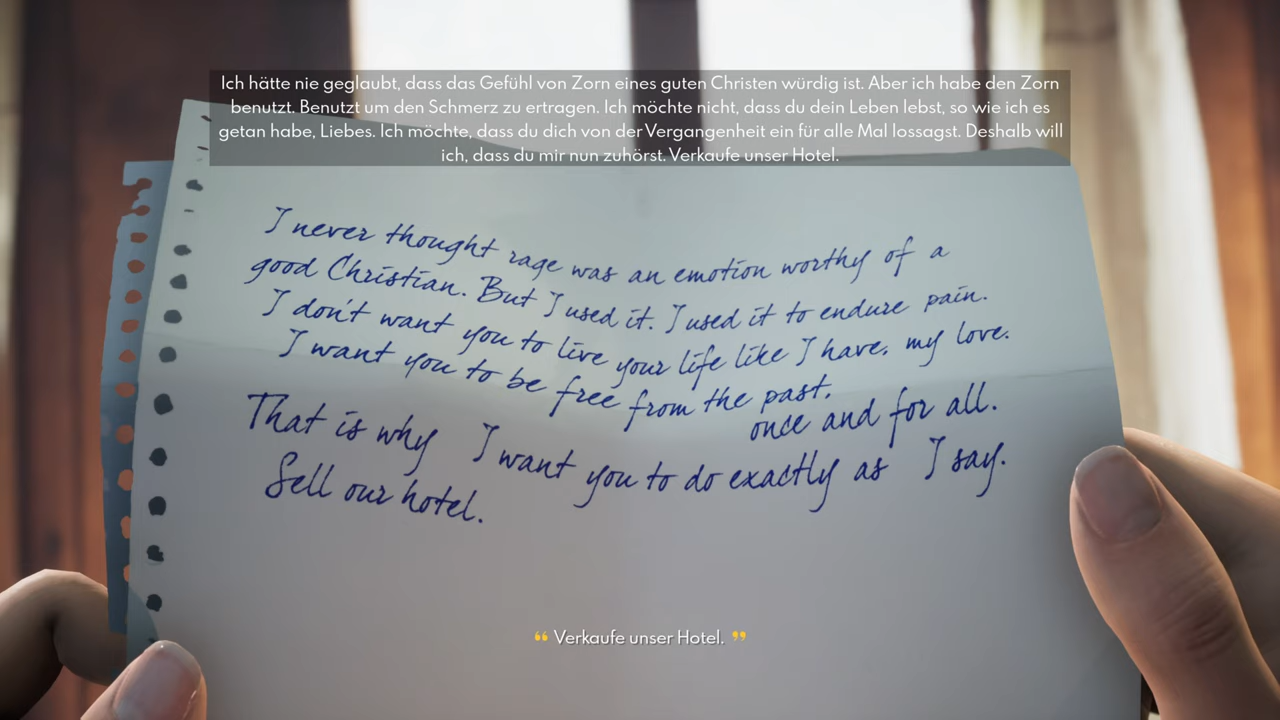 Ich hätte nie geglaubt, dass das Gefühl von Zorn eines guten Christen würdig ist. Aber ich habe den Zorn
benutzt. Benutzt um den Schmerz zu ertragen. Ich möchte nicht, dass du dein Leben lebst, so wie ich es
getan habe, Liebes. Ich möchte, dass du dich von der Vergangenheit ein für alle Mal lossagst. Deshalb will
ich, dass du mir nun zuhörst. Verkaufe unser Hotel.
I never thought rage was an emotion worthy of a
good Christian. But I used it. I used it to endure pain.
I don't want you to live your life like I have, my love.
I want you to be free from the past.
once and for all.
That is why I want you to do exactly as I say.
Sell our hotel.
“ Verkaufe unser Hotel. ”